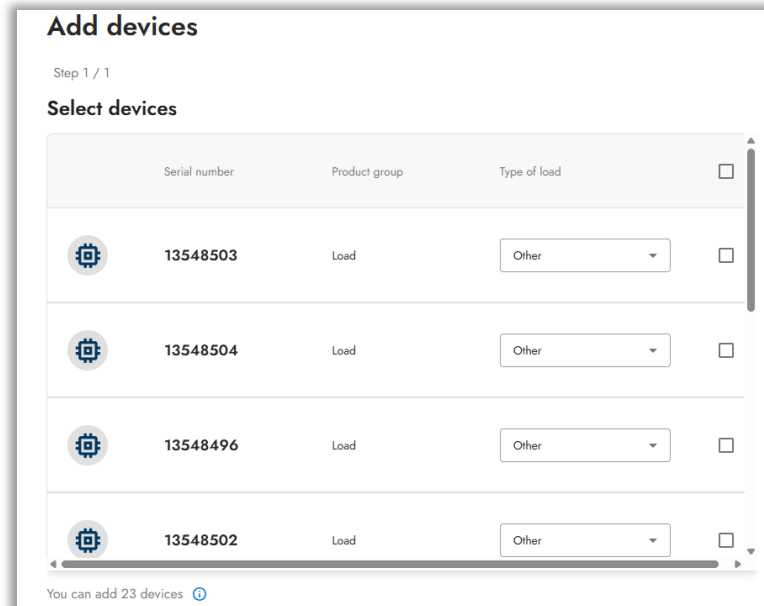 Add devices
Step 1 / 1
Select devices
Serial number Product group Type of load
13548503 Load Other
13548504 Load Other
13548496 Load Other
13548502 Load Other
You can add 23 devices